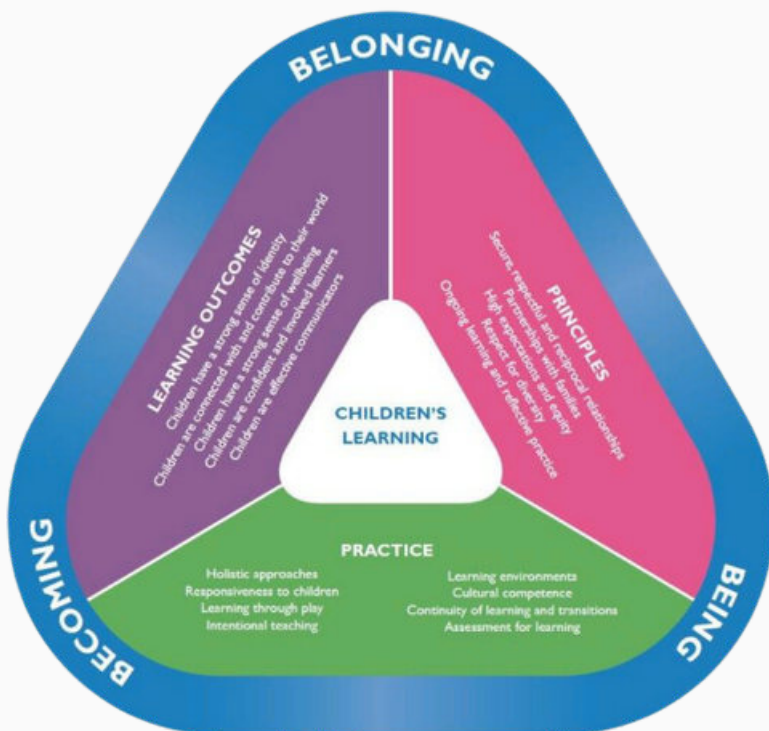 BELONGING
LEARNING OUTCOMES
Children have a strong sense of identity
Children are connected with and contribute to their world
Children have a strong sense of wellbeing
Children are confident and involved learners
Children are effective communicators
PRINCIPLES
Secure, respectful and reciprocal relationships
Partnerships with families
High expectations and equity
Respect for diversity
Ongoing learning and reflective practice
CHILDREN'S
LEARNING
PRACTICE
Holistic approaches
Responsiveness to children
Learning through play
Intentional teaching
Learning environments
Cultural competence
Continuity of learning and transitions
Assessment for learning
BECOMING
BEING